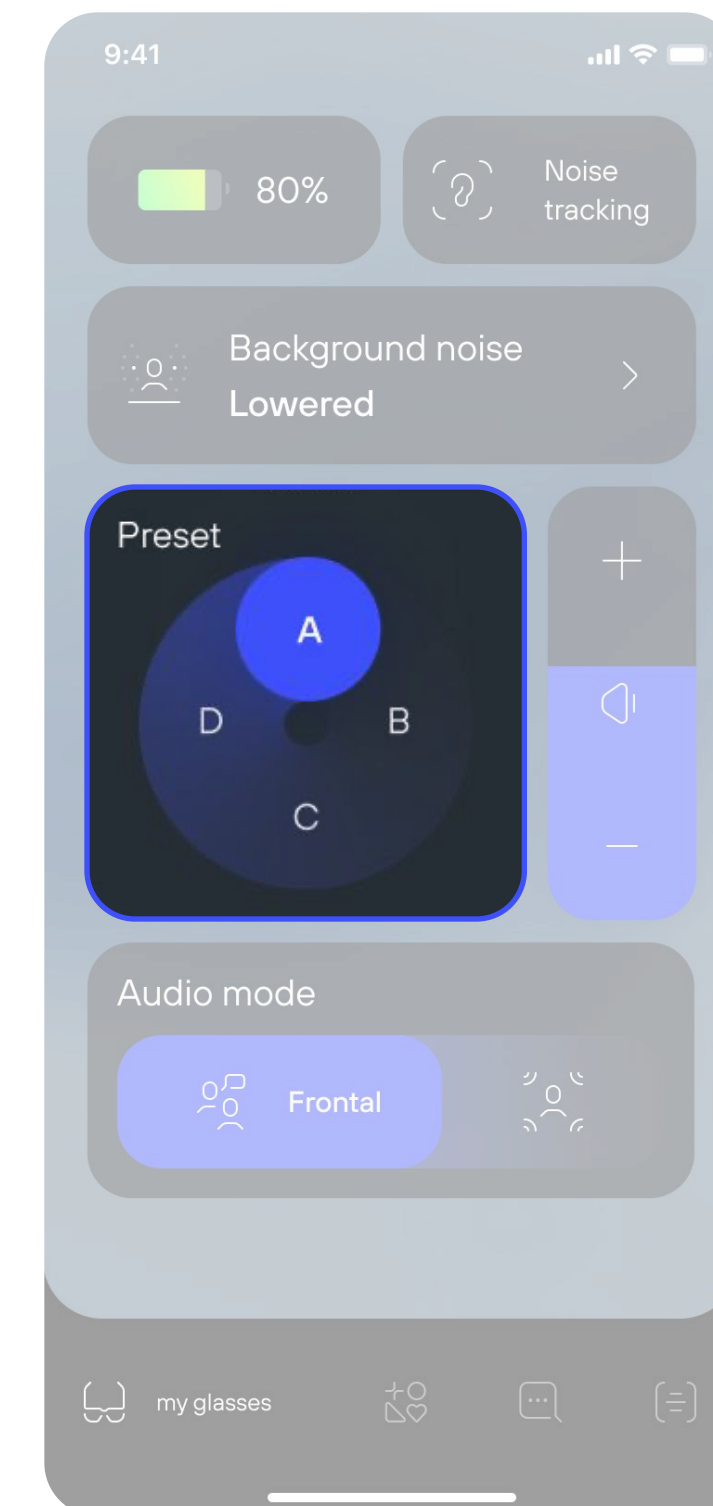 9:41
80%
Noise
tracking
Background noise
Lowered
Preset
A
D
B
C
Audio mode
Frontal
my glasses